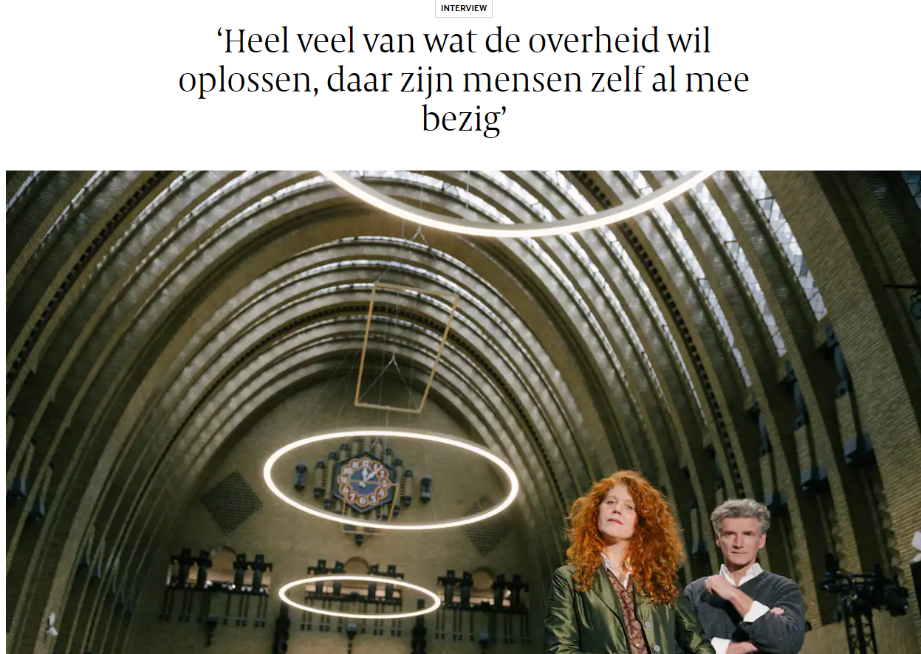 INTERVIEW
‘Heel veel van wat de overheid wil
oplossen, daar zijn mensen zelf al mee
bezig’